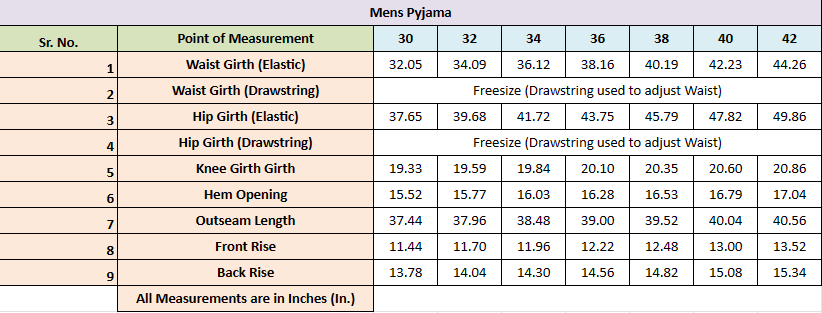 Mens Pyjama
Sr. No. Point of Measurement 30 32 34 36 38 40 42
1 Waist Girth (Elastic) 32.05 34.09 36.12 38.16 40.19 42.23 44.26
2 Waist Girth (Drawstring) Freesize (Drawstring used to adjust Waist)
3 Hip Girth (Elastic) 37.65 39.68 41.72 43.75 45.79 47.82 49.86
4 Hip Girth (Drawstring) Freesize (Drawstring used to adjust Waist)
5 Knee Girth Girth 19.33 19.59 19.84 20.10 20.35 20.60 20.86
6 Hem Opening 15.52 15.77 16.03 16.28 16.53 16.79 17.04
7 Outseam Length 37.44 37.96 38.48 39.00 39.52 40.04 40.56
8 Front Rise 11.44 11.70 11.96 12.22 12.48 13.00 13.52
9 Back Rise 13.78 14.04 14.30 14.56 14.82 15.08 15.34
All Measurements are in Inches (In.)